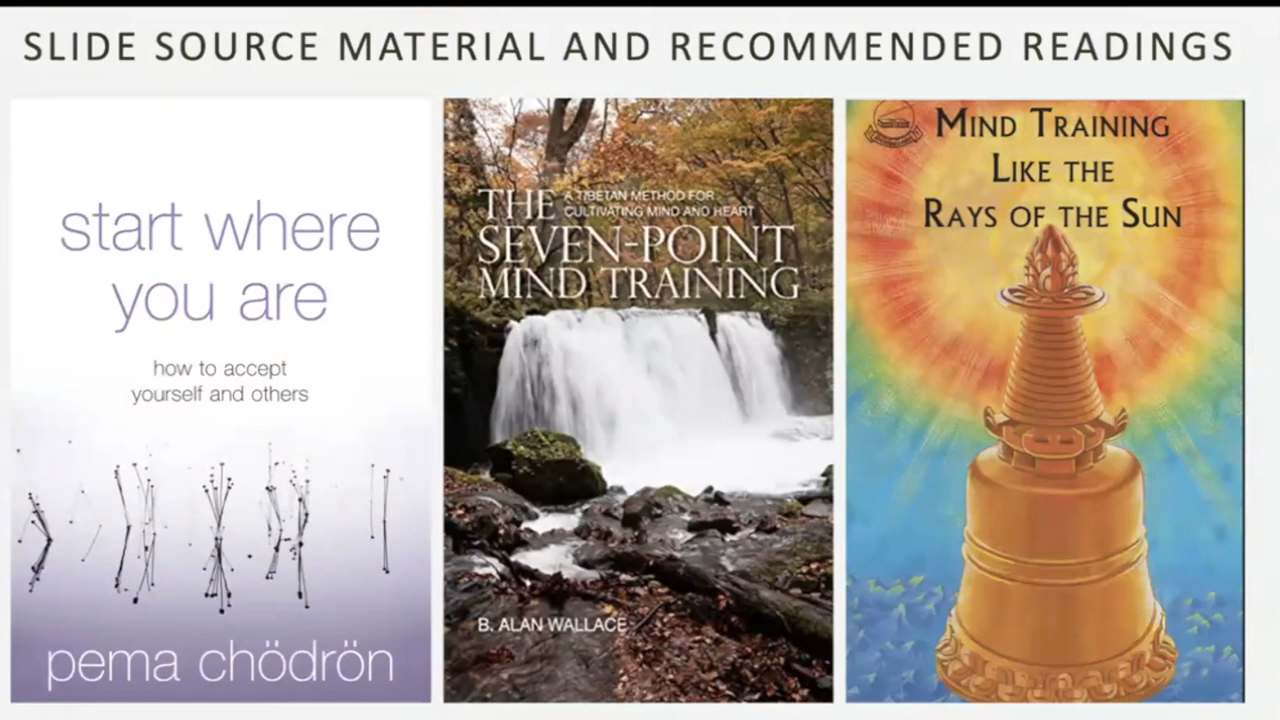 SLIDE SOURCE MATERIAL AND RECOMMENDED READINGS
start where
you are
how to accept
yourself and others
pema chödrön
THE A TIBETAN METHOD FOR
CULTIVATING MIND AND HEART
SEVEN-POINT
MIND TRAINING
B. ALAN WALLACE
MIND TRAINING
LIKE THE
RAYS OF THE SUN